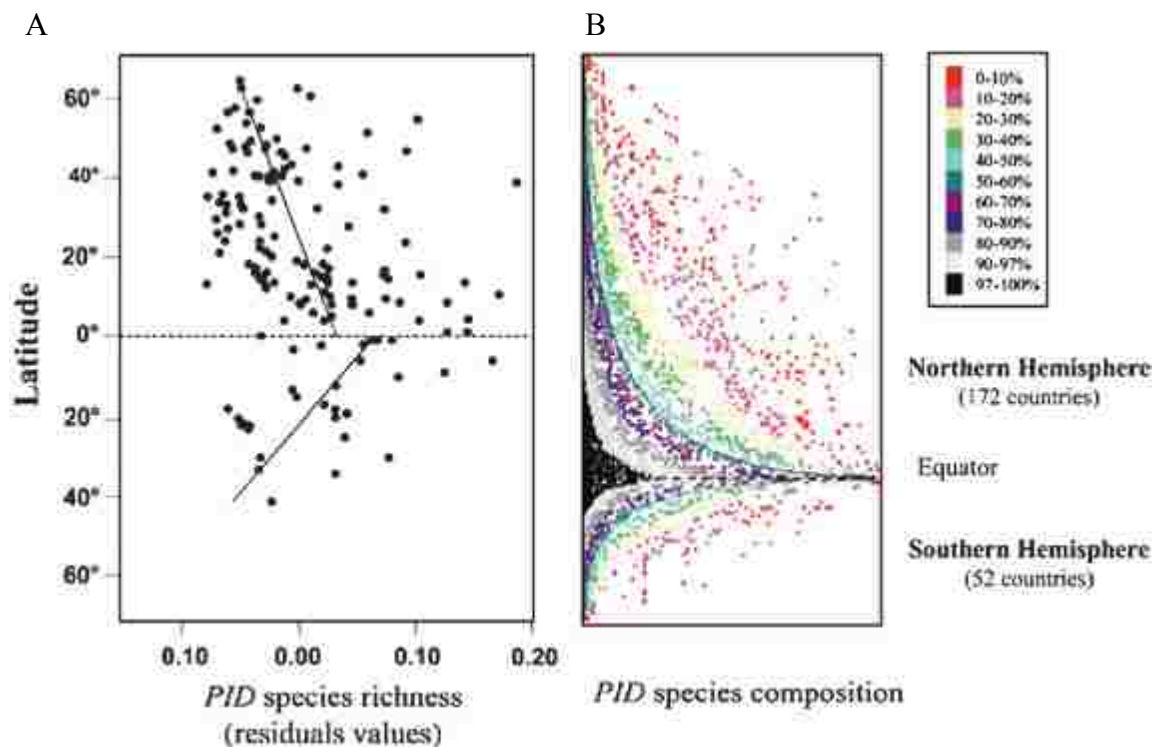 A
B
60°
40°
20°
0°
20°
40°
60°
Latitude
0.10
0.00
0.10
0.20
PID species richness
(residuals values)
PID species composition
0-10%
10-20%
20-30%
30-40%
40-50%
50-60%
60-70%
70-80%
80-90%
90-97%
97-100%
Northern Hemisphere
(172 countries)
Equator
Southern Hemisphere
(52 countries)